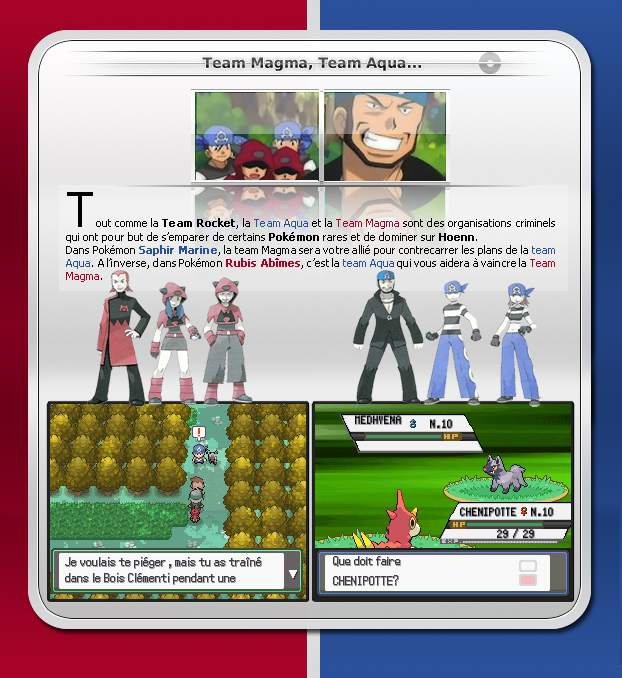 Team Magma, Team Aqua...
Tout comme la Team Rocket, la Team Aqua et la Team Magma sont des organisations criminels
qui ont pour but de s'emparer de certains Pokémon rares et de dominer sur Hoenn.
Dans Pokémon Saphir Marine, la team Magma sera votre allié pour contrecarrer les plans de la team
Aqua. A l'inverse, dans Pokémon Rubis Abîmes, c'est la team Aqua qui vous aidera à vaincre la Team
Magma.
!
Je voulais te piéger, mais tu as traîné
dans le Bois Clémenti pendant une
MEDHYENA ♂ N.10
HP
CHENIPOTTE ♀ N.10
HP
29 / 29
EXP
Que doit faire
CHENIPOTTE?